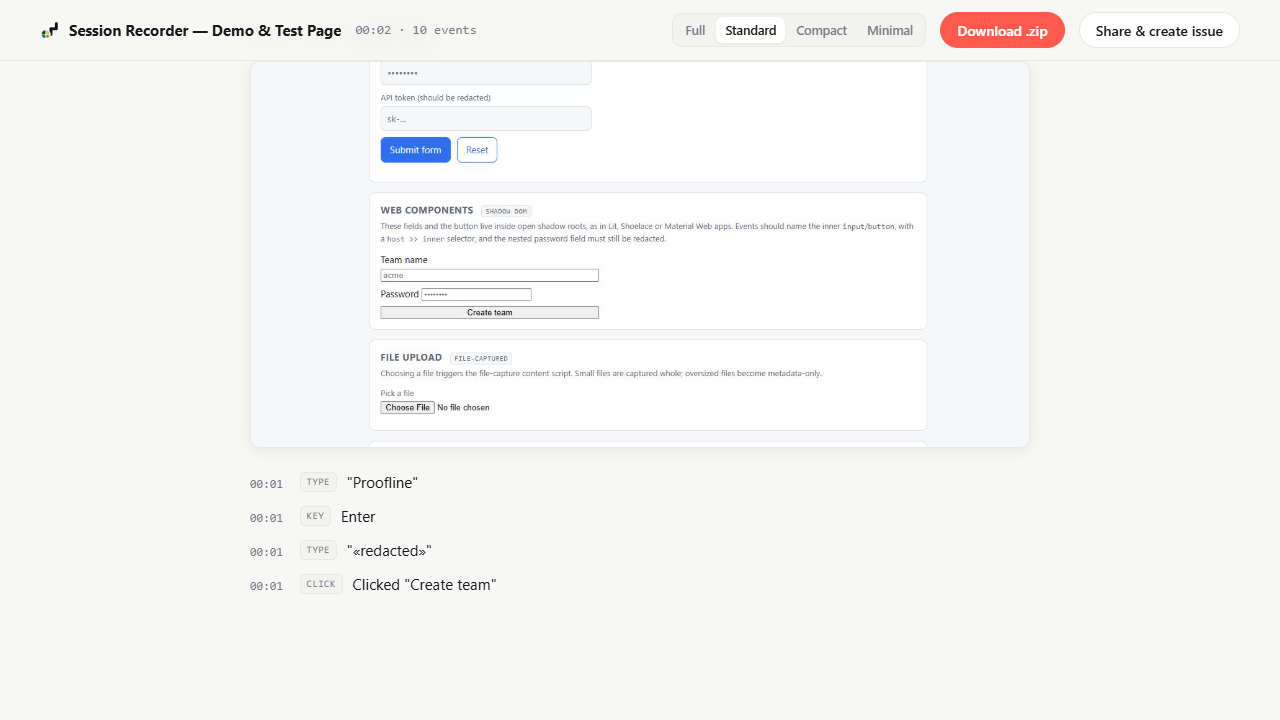 Session Recorder — Demo & Test Page 00:02 · 10 events Full Standard Compact Minimal Download .zip Share & create issue
••••••••
API token (should be redacted)
sk-...
Submit form Reset
WEB COMPONENTS SHADOW DOM
These fields and the button live inside open shadow roots, as in Lit, Shoelace or Material Web apps. Events should name the inner input/button, with
a host >> inner selector, and the nested password field must still be redacted.
Team name
acme
Password ••••••••
Create team
FILE UPLOAD FILE-CAPTURED
Choosing a file triggers the file-capture content script. Small files are captured whole; oversized files become metadata-only.
Pick a file
Choose File No file chosen
00:01 TYPE "Proofline"
00:01 KEY Enter
00:01 TYPE "«redacted»"
00:01 CLICK Clicked "Create team"